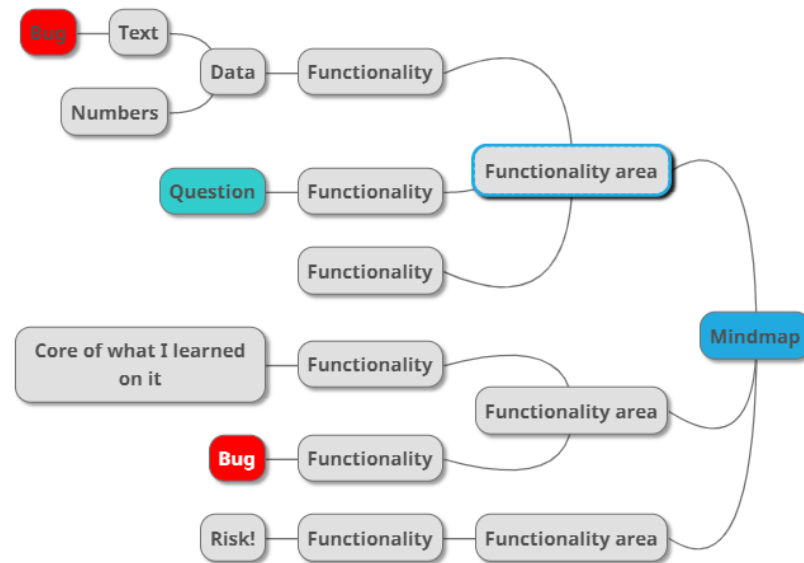 Bug
Text
Data
Functionality
Numbers
Functionality area
Question
Functionality
Functionality
Mindmap
Core of what I learned
on it
Functionality
Functionality area
Bug
Functionality
Risk!
Functionality
Functionality area